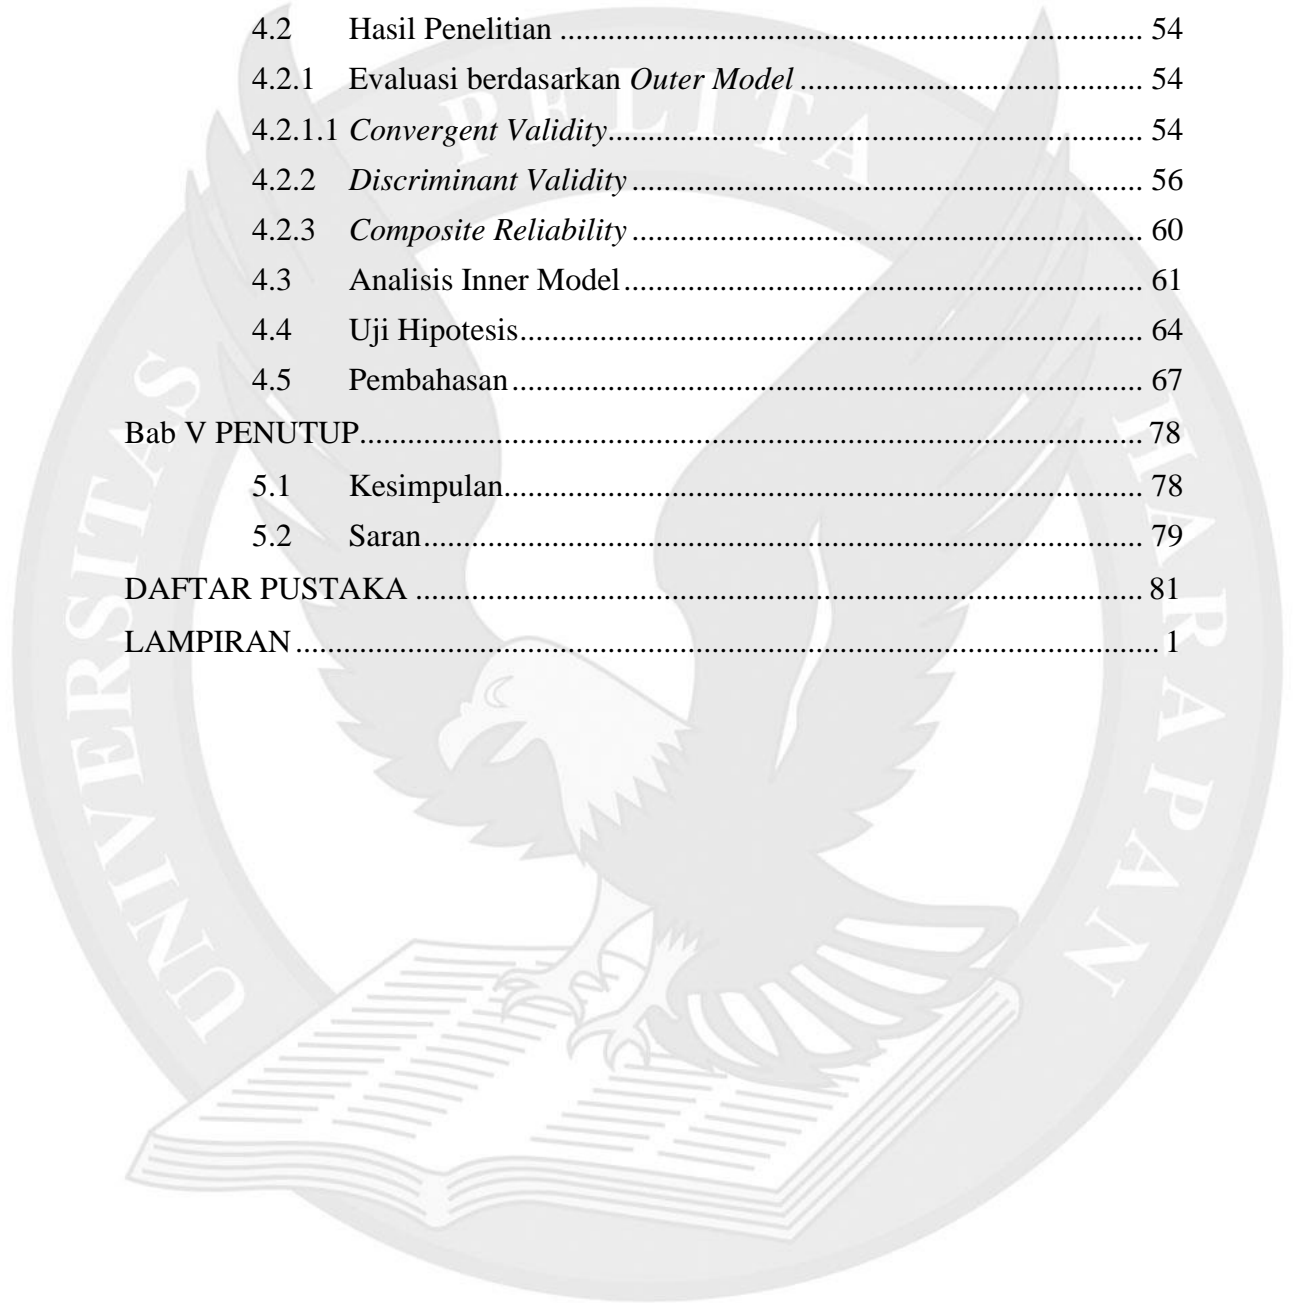 4.2 Hasil Penelitian ........................................................................ 54
4.2.1 Evaluasi berdasarkan Outer Model .......................................... 54
4.2.1.1 Convergent Validity................................................................. 54
4.2.2 Discriminant Validity ............................................................... 56
4.2.3 Composite Reliability ............................................................... 60
4.3 Analisis Inner Model ................................................................ 61
4.4 Uji Hipotesis............................................................................. 64
4.5 Pembahasan .............................................................................. 67
Bab V PENUTUP.................................................................................... 78
5.1 Kesimpulan............................................................................... 78
5.2 Saran ......................................................................................... 79
DAFTAR PUSTAKA ............................................................................. 81
LAMPIRAN ............................................................................................ 1
UNIVERSITAS PELITA HARAPAN